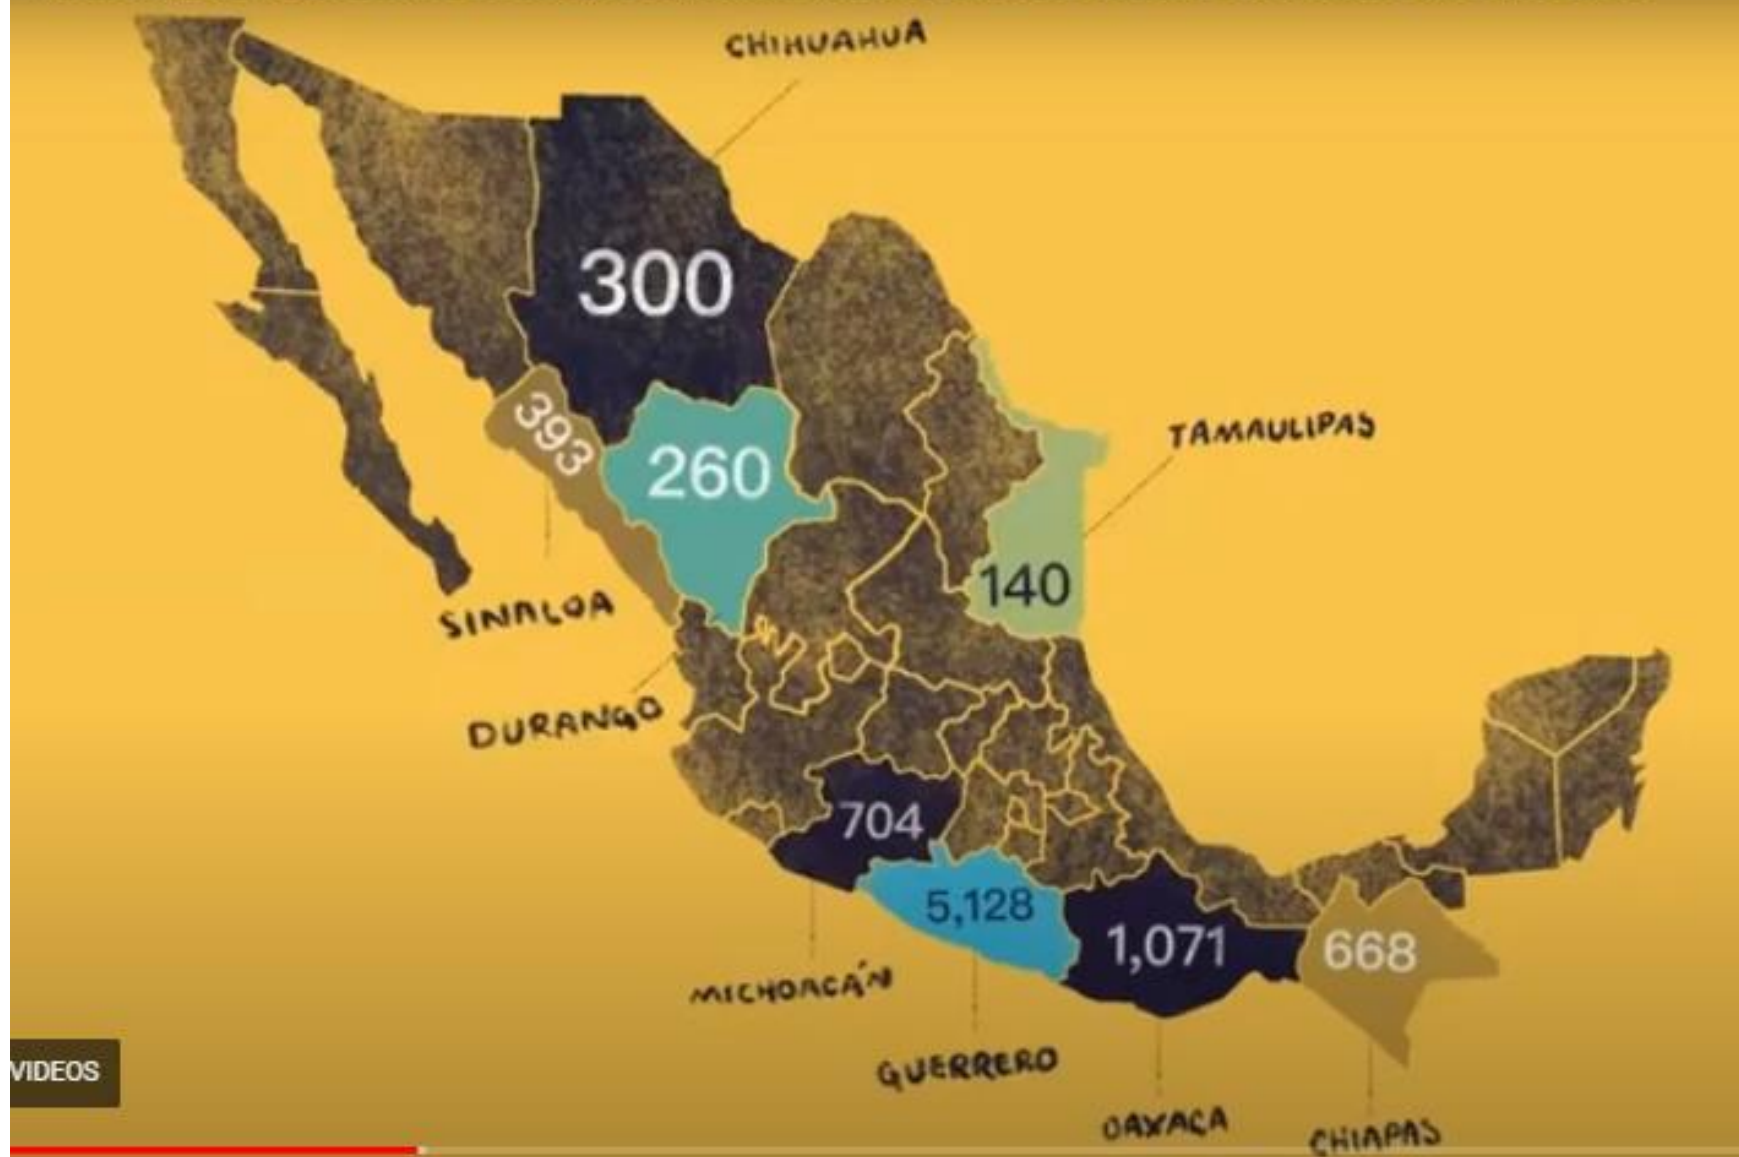 CHIHUAHUA
300
393
TAMAULIPAS
260
140
SINALOA
DURANGO
704
5,128
1,071
668
MICHOACÁN
GUERRERO
VIDEOS
OAXACA
CHIAPAS